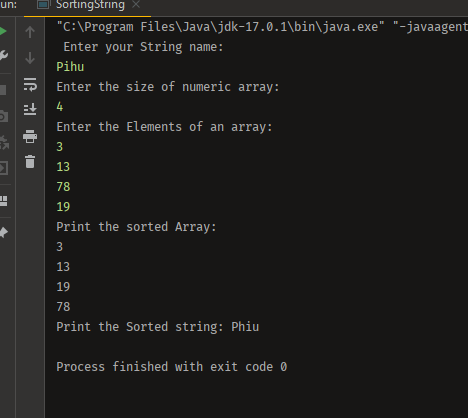 un: SortingString
"C:\Program Files\Java\jdk-17.0.1\bin\java.exe" "-javaagent
Enter your String name:
Pihu
Enter the size of numeric array:
4
Enter the Elements of an array:
3
13
78
19
Print the sorted Array:
3
13
19
78
Print the Sorted string: Phiu
Process finished with exit code 0